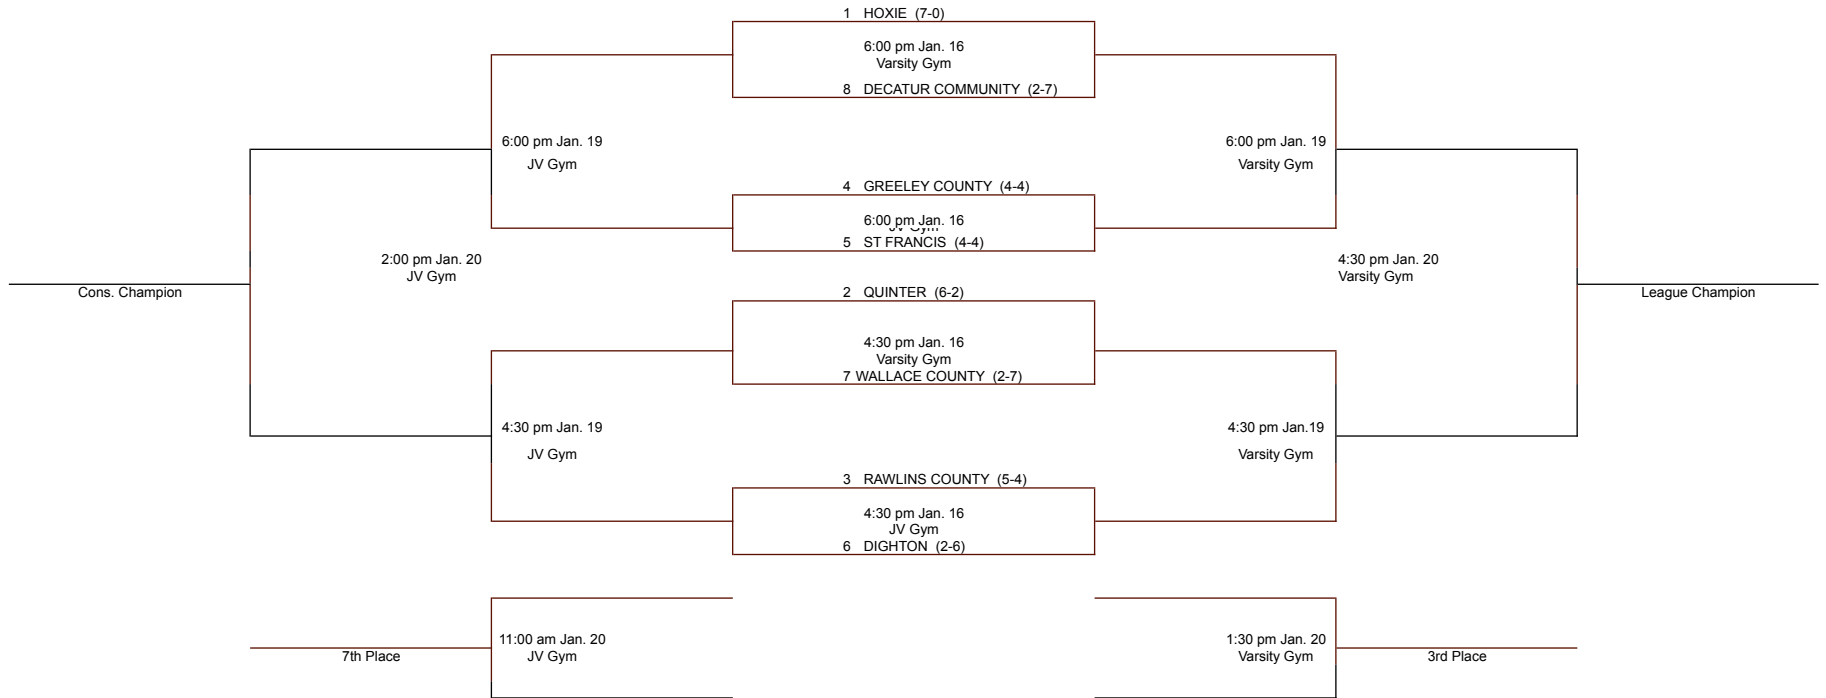 1 HOXIE (7-0)
6:00 pm Jan. 16
Varsity Gym
8 DECATUR COMMUNITY (2-7)
6:00 pm Jan. 19
JV Gym
6:00 pm Jan. 19
Varsity Gym
4 GREELEY COUNTY (4-4)
6:00 pm Jan. 16
JV Gym
5 ST FRANCIS (4-4)
2:00 pm Jan. 20
JV Gym
4:30 pm Jan. 20
Varsity Gym
Cons. Champion
League Champion
2 QUINTER (6-2)
4:30 pm Jan. 16
Varsity Gym
7 WALLACE COUNTY (2-7)
4:30 pm Jan. 19
JV Gym
4:30 pm Jan.19
Varsity Gym
3 RAWLINS COUNTY (5-4)
4:30 pm Jan. 16
JV Gym
6 DIGHTON (2-6)
11:00 am Jan. 20
JV Gym
7th Place
1:30 pm Jan. 20
Varsity Gym
3rd Place